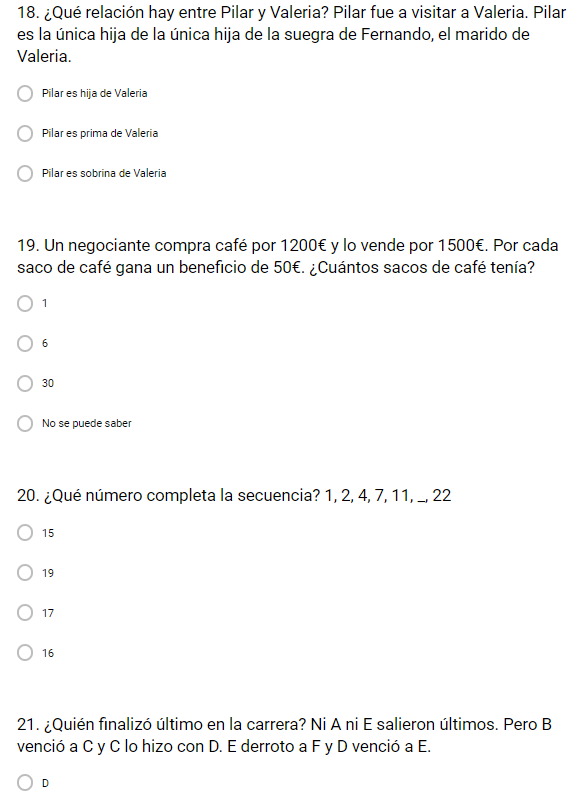 18. ¿Qué relación hay entre Pilar y Valeria? Pilar fue a visitar a Valeria. Pilar
es la única hija de la única hija de la suegra de Fernando, el marido de
Valeria.
Pilar es hija de Valeria
Pilar es prima de Valeria
Pilar es sobrina de Valeria
19. Un negociante compra café por 1200€ y lo vende por 1500€. Por cada
saco de café gana un beneficio de 50€. ¿Cuántos sacos de café tenía?
1
6
30
No se puede saber
20. ¿Qué número completa la secuencia? 1, 2, 4, 7, 11, _, 22
15
19
17
16
21. ¿Quién finalizó último en la carrera? Ni A ni E salieron últimos. Pero B
venció a C y C lo hizo con D. E derroto a F y D venció a E.
D